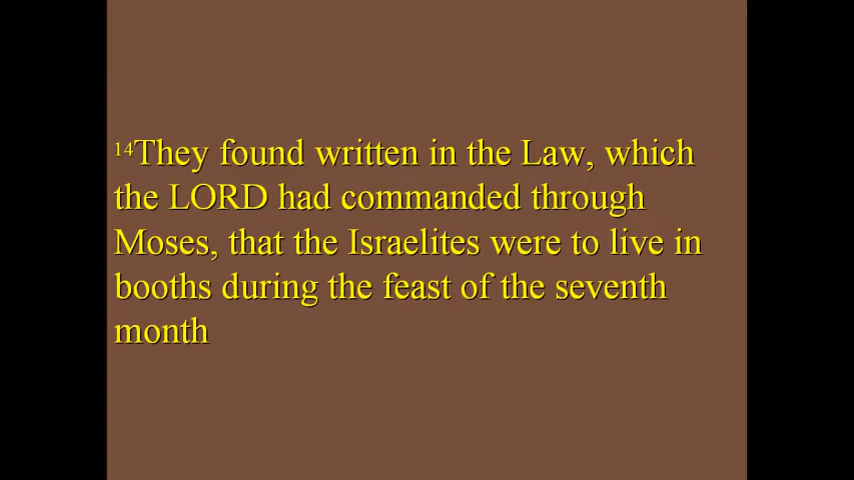 14They found written in the Law, which
the LORD had commanded through
Moses, that the Israelites were to live in
booths during the feast of the seventh
month